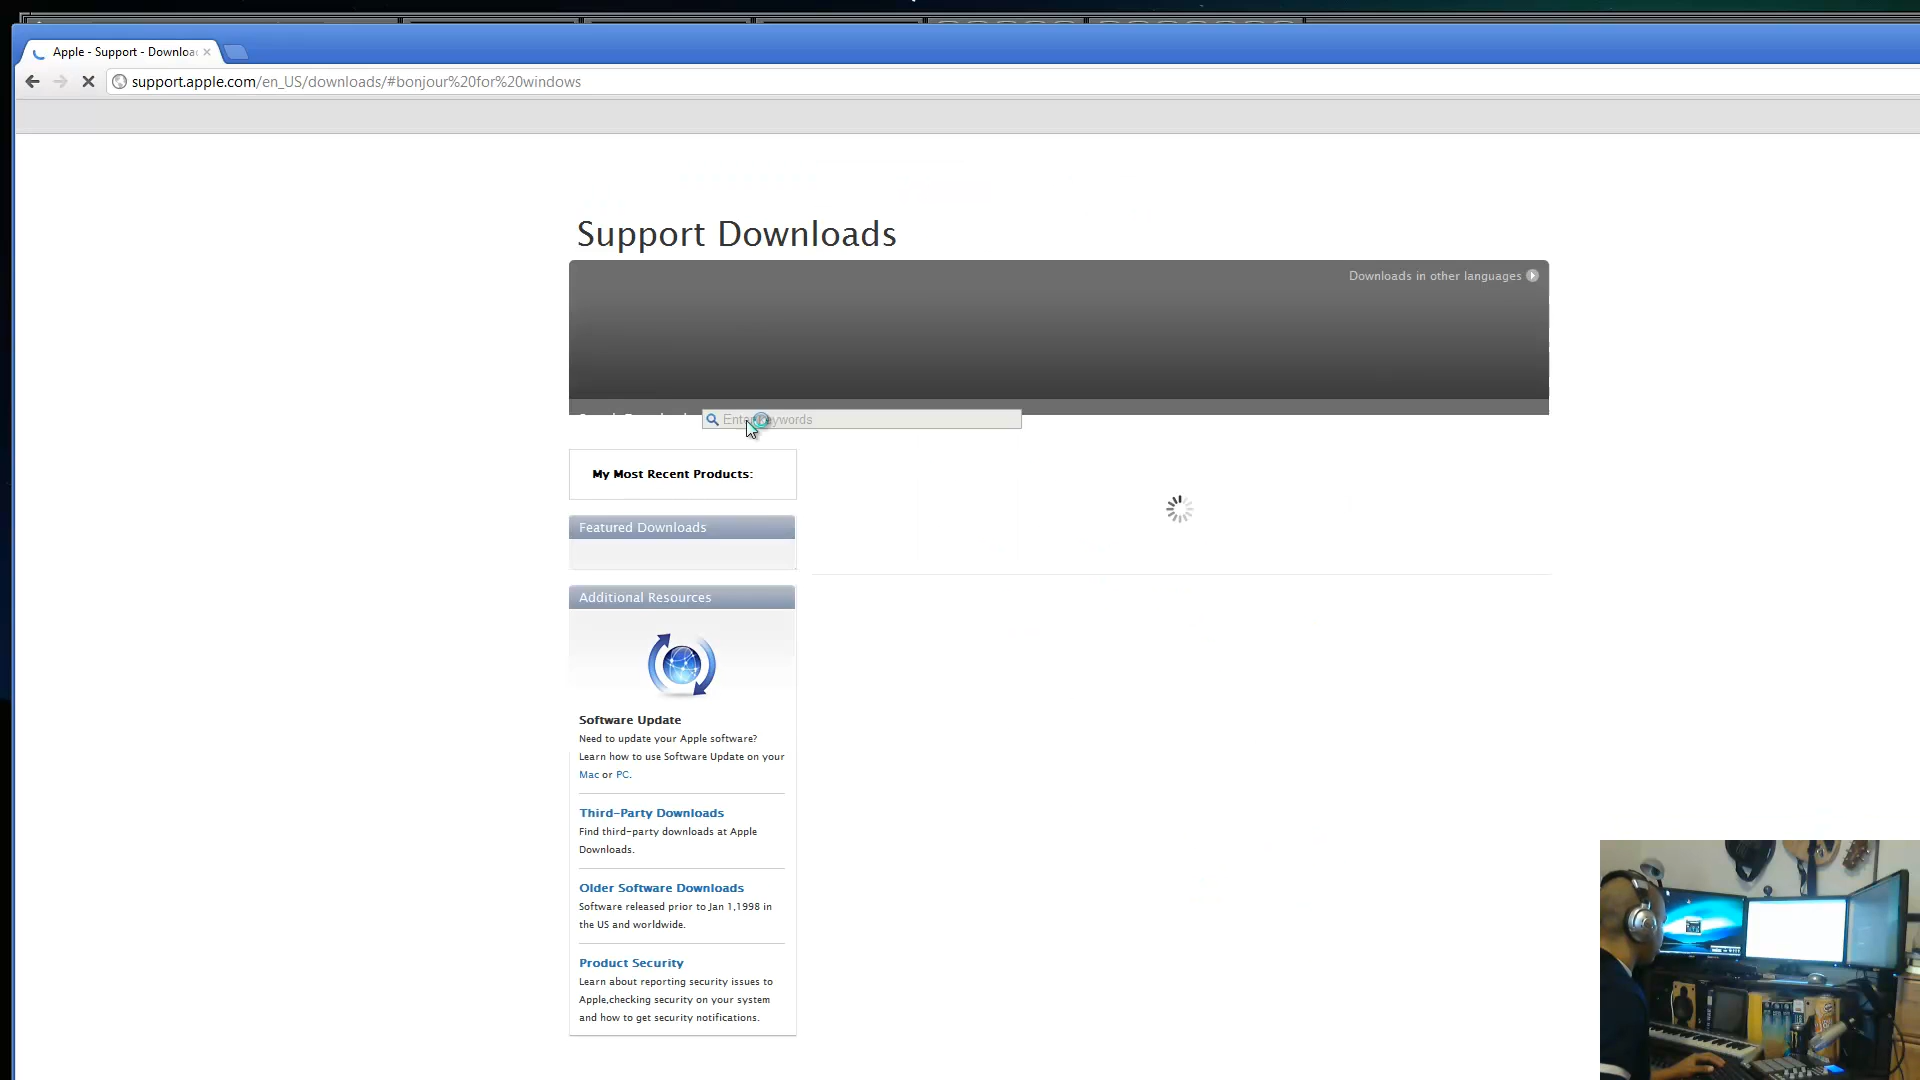 Apple - Support - Downloa
support.apple.com/en_US/downloads/#bonjour%20for%20windows
Support Downloads
Downloads in other languages
Enter keywords
My Most Recent Products:
Featured Downloads
Additional Resources
Software Update
Need to update your Apple software?
Learn how to use Software Update on your
Mac or PC.
Third-Party Downloads
Find third-party downloads at Apple
Downloads.
Older Software Downloads
Software released prior to Jan 1,1998 in
the US and worldwide.
Product Security
Learn about reporting security issues to
Apple,checking security on your system
and how to get security notifications.